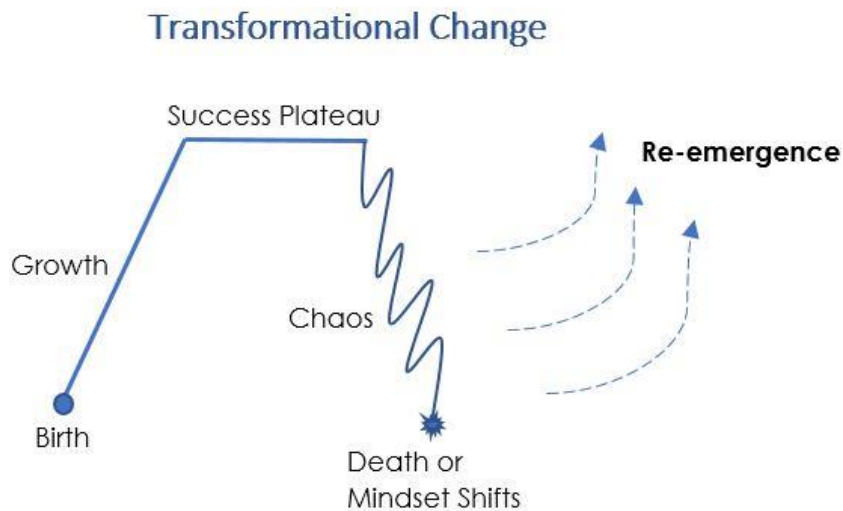 Transformational Change
Success Plateau
Re-emergence
Growth
Chaos
Birth
Death or
Mindset Shifts